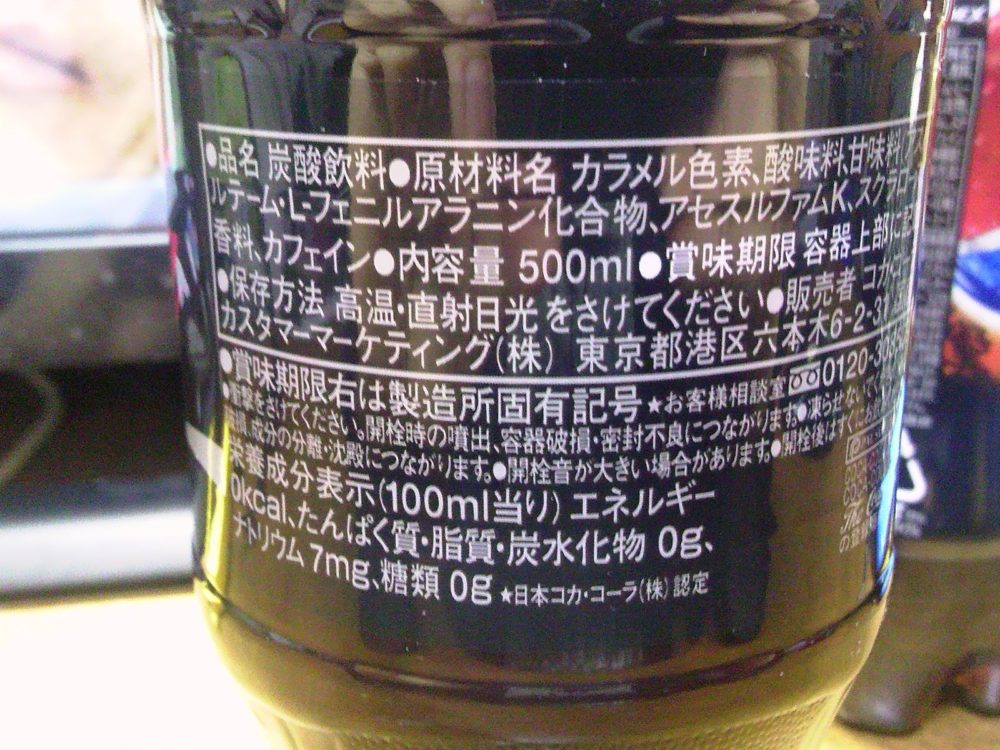 ●品名 炭酸飲料●原材料名 カラメル色素、酸味料、甘味料
ルテーム・L-フェニルアラニン化合物、アセスルファムK、スクラロ
香料、カフェイン●内容量 500ml●賞味期限 容器上部に記
●保存方法 高温・直射日光をさけてください●販売者 コカ
カスタマーマーケティング(株) 東京都港区六本木6-2-31
●賞味期限右は製造所固有記号★お客様相談室 0120-308
●衝撃をさけてください。開栓時の噴出、容器破損・密封不良につながります。●凍らせないで
成分の分離・沈殿につながります。●開栓音が大きい場合があります。●開栓後はすぐにお飲
栄養成分表示(100ml当り) エネルギー
0kcal、たんぱく質・脂質・炭水化物 0g、
ナトリウム 7mg、糖類 0g ★日本コカ・コーラ(株)認定